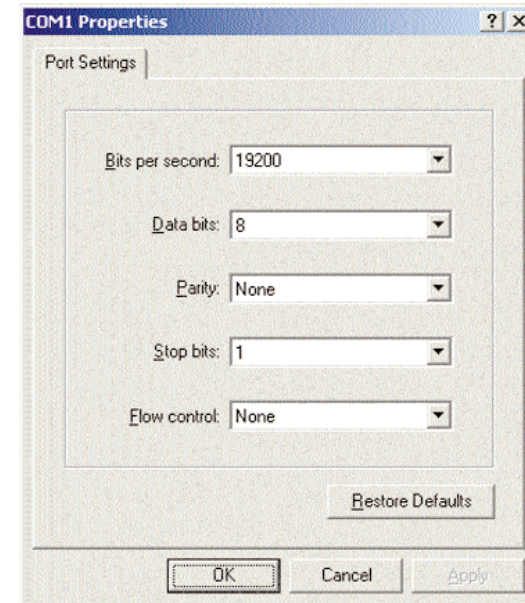 COM1 Properties
Port Settings
Bits per second: 19200
Data bits: 8
Parity: None
Stop bits: 1
Flow control: None
Restore Defaults
OK Cancel Apply